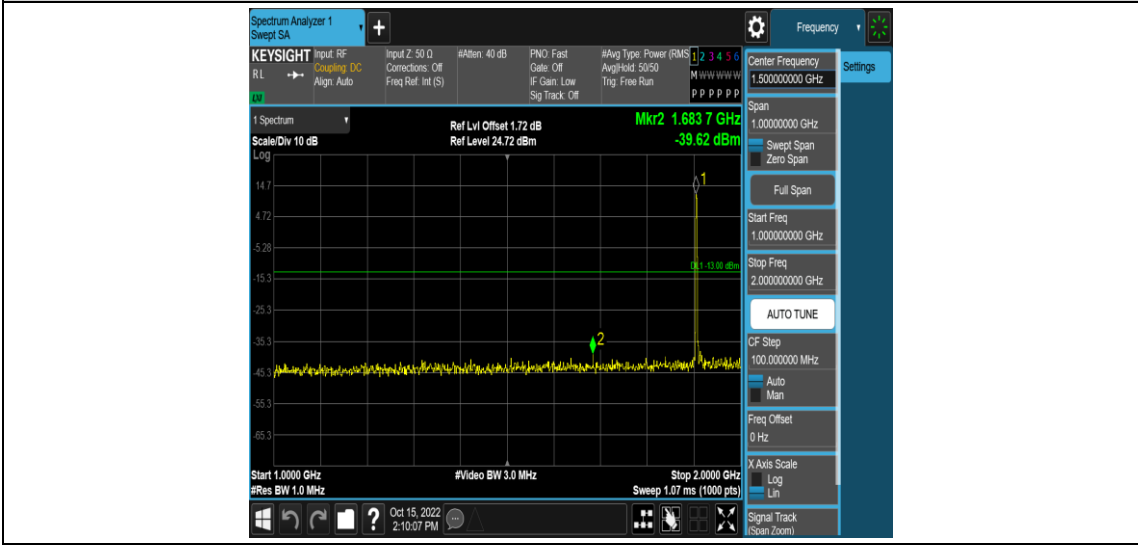 Spectrum Analyzer 1
Swept SA
+
Frequency
KEYSIGHT
RL
LM
Input: RF
Coupling: DC
Align: Auto
Input Z: 50 Ω
Corrections: Off
Freq Ref: Int (S)
#Atten: 40 dB
PNO: Fast
Gate: Off
IF Gain: Low
Sig Track: Off
#Avg Type: Power (RMS
Avg|Hold: 50/50
Trig: Free Run
1 2 3 4 5 6
M W W W W W
P P P P P P
1 Spectrum
Scale/Div 10 dB
Log
Ref Lvl Offset 1.72 dB
Ref Level 24.72 dBm
Mkr2 1.683 7 GHz
-39.62 dBm
14.7
4.72
-5.28
-15.3
-25.3
-35.3
-45.3
-55.3
-65.3
1
DL1 -13.00 dBm
2
Start 1.0000 GHz
#Res BW 1.0 MHz
#Video BW 3.0 MHz
Stop 2.0000 GHz
Sweep 1.07 ms (1000 pts)
?
Oct 15, 2022
2:10:07 PM
Center Frequency
1.500000000 GHz
Settings
Span
1.00000000 GHz
Swept Span
Zero Span
Full Span
Start Freq
1.000000000 GHz
Stop Freq
2.000000000 GHz
AUTO TUNE
CF Step
100.000000 MHz
Auto
Man
Freq Offset
0 Hz
X Axis Scale
Log
Lin
Signal Track
(Span Zoom)